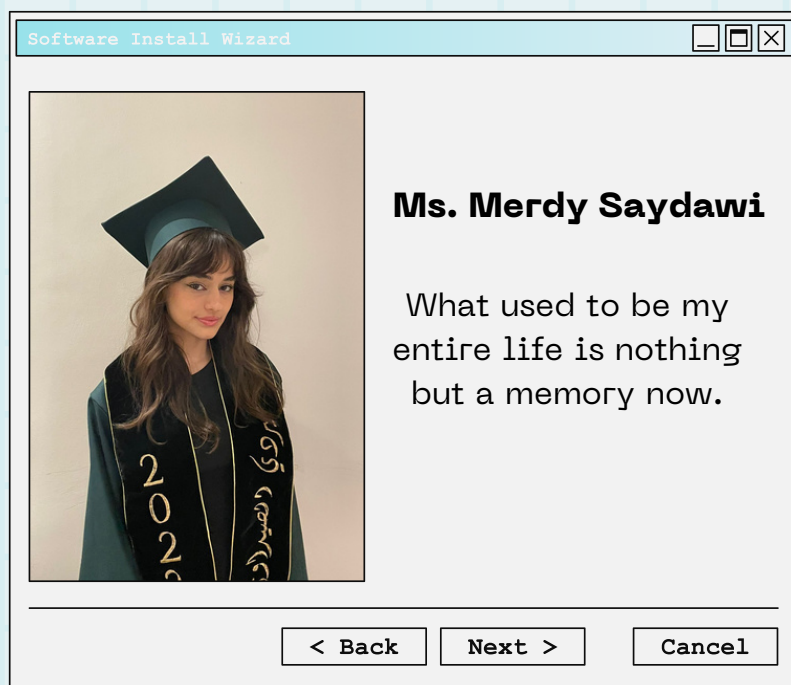 Software Install Wizard
Ms. Merdy Saydawi
What used to be my
entire life is nothing
but a memory now.
202
< Back
Next >
Cancel